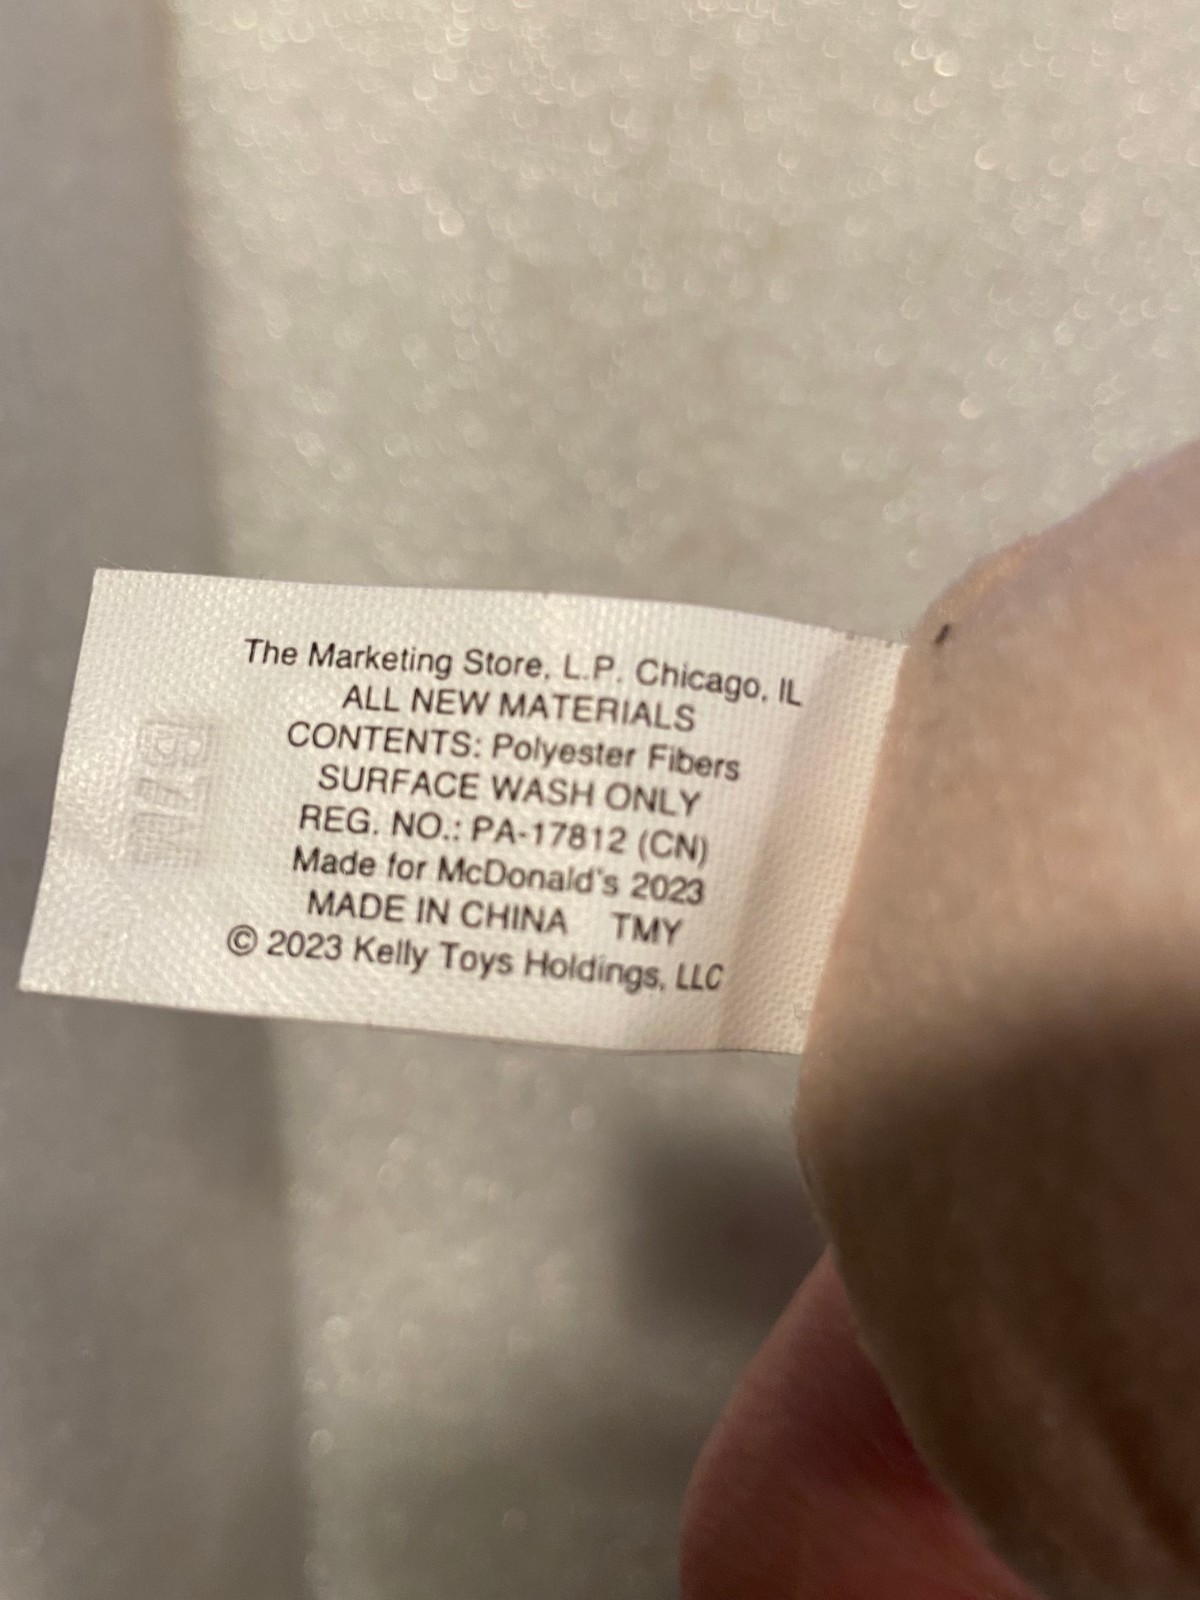 The Marketing Store, L.P. Chicago, IL
ALL NEW MATERIALS
CONTENTS: Polyester Fibers
SURFACE WASH ONLY
REG. NO.: PA-17812 (CN)
Made for McDonald's 2023
MADE IN CHINA TMY
© 2023 Kelly Toys Holdings, LLC